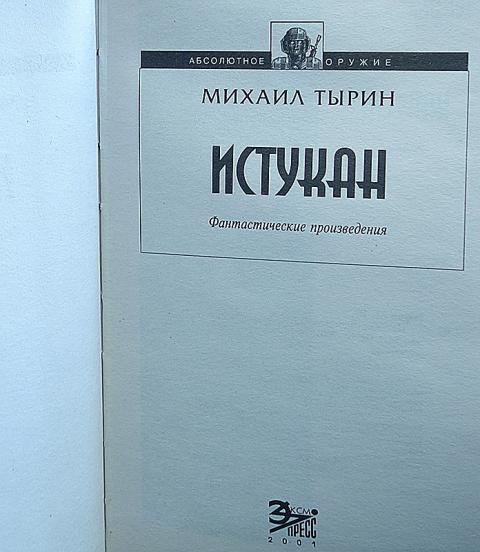 АБСОЛЮТНОЕ ОРУЖИЕ
МИХАИЛ ТЫРИН
ИСТУКАН
Фантастические произведения
ЭКСМО
ПРЕСС
2001